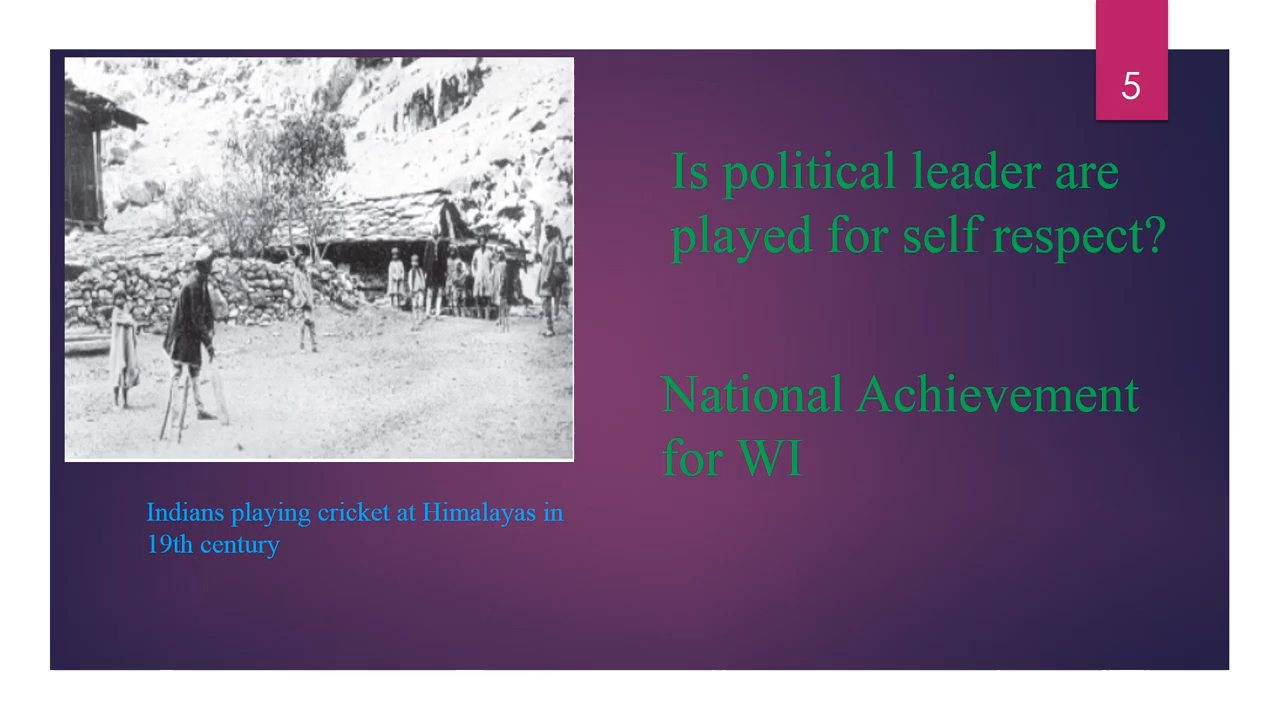 5
Is political leader are
played for self respect?
National Achievement
for WI
Indians playing cricket at Himalayas in
19th century